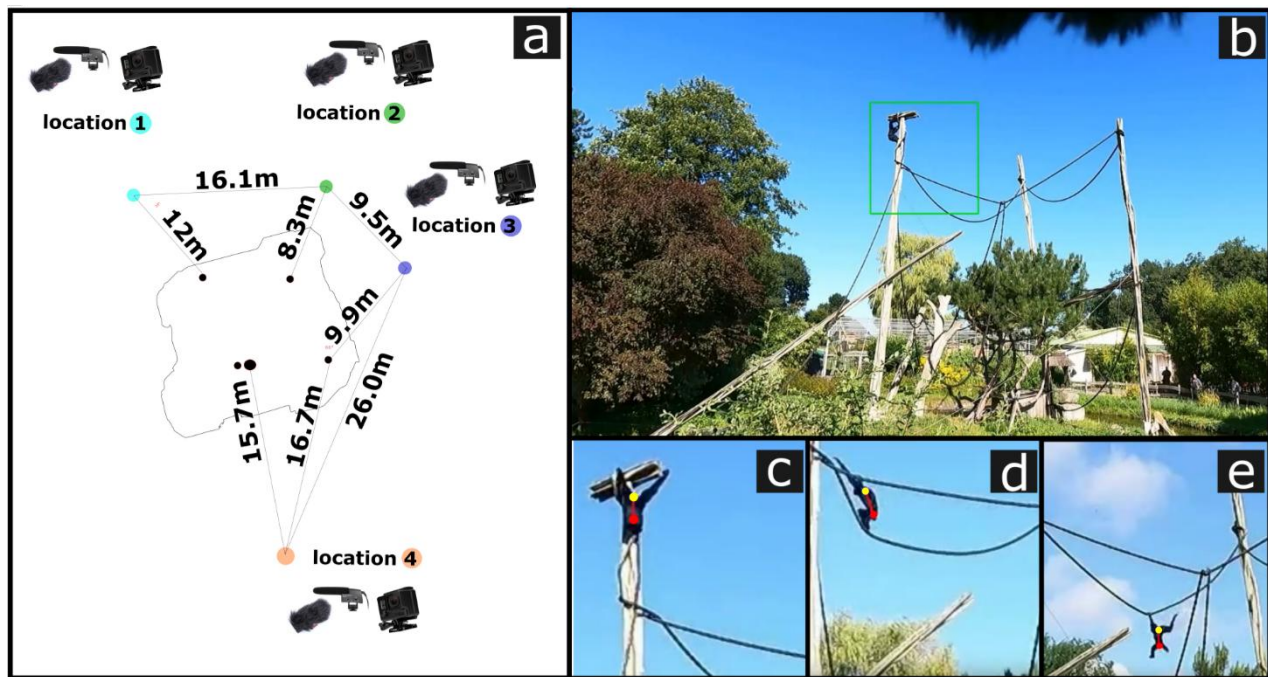 a
location 1
location 2
location 3
16.1m
12m
8.3m
9.5m
9.9m
15.7m
16.7m
26.0m
location 4
b
c
d
e